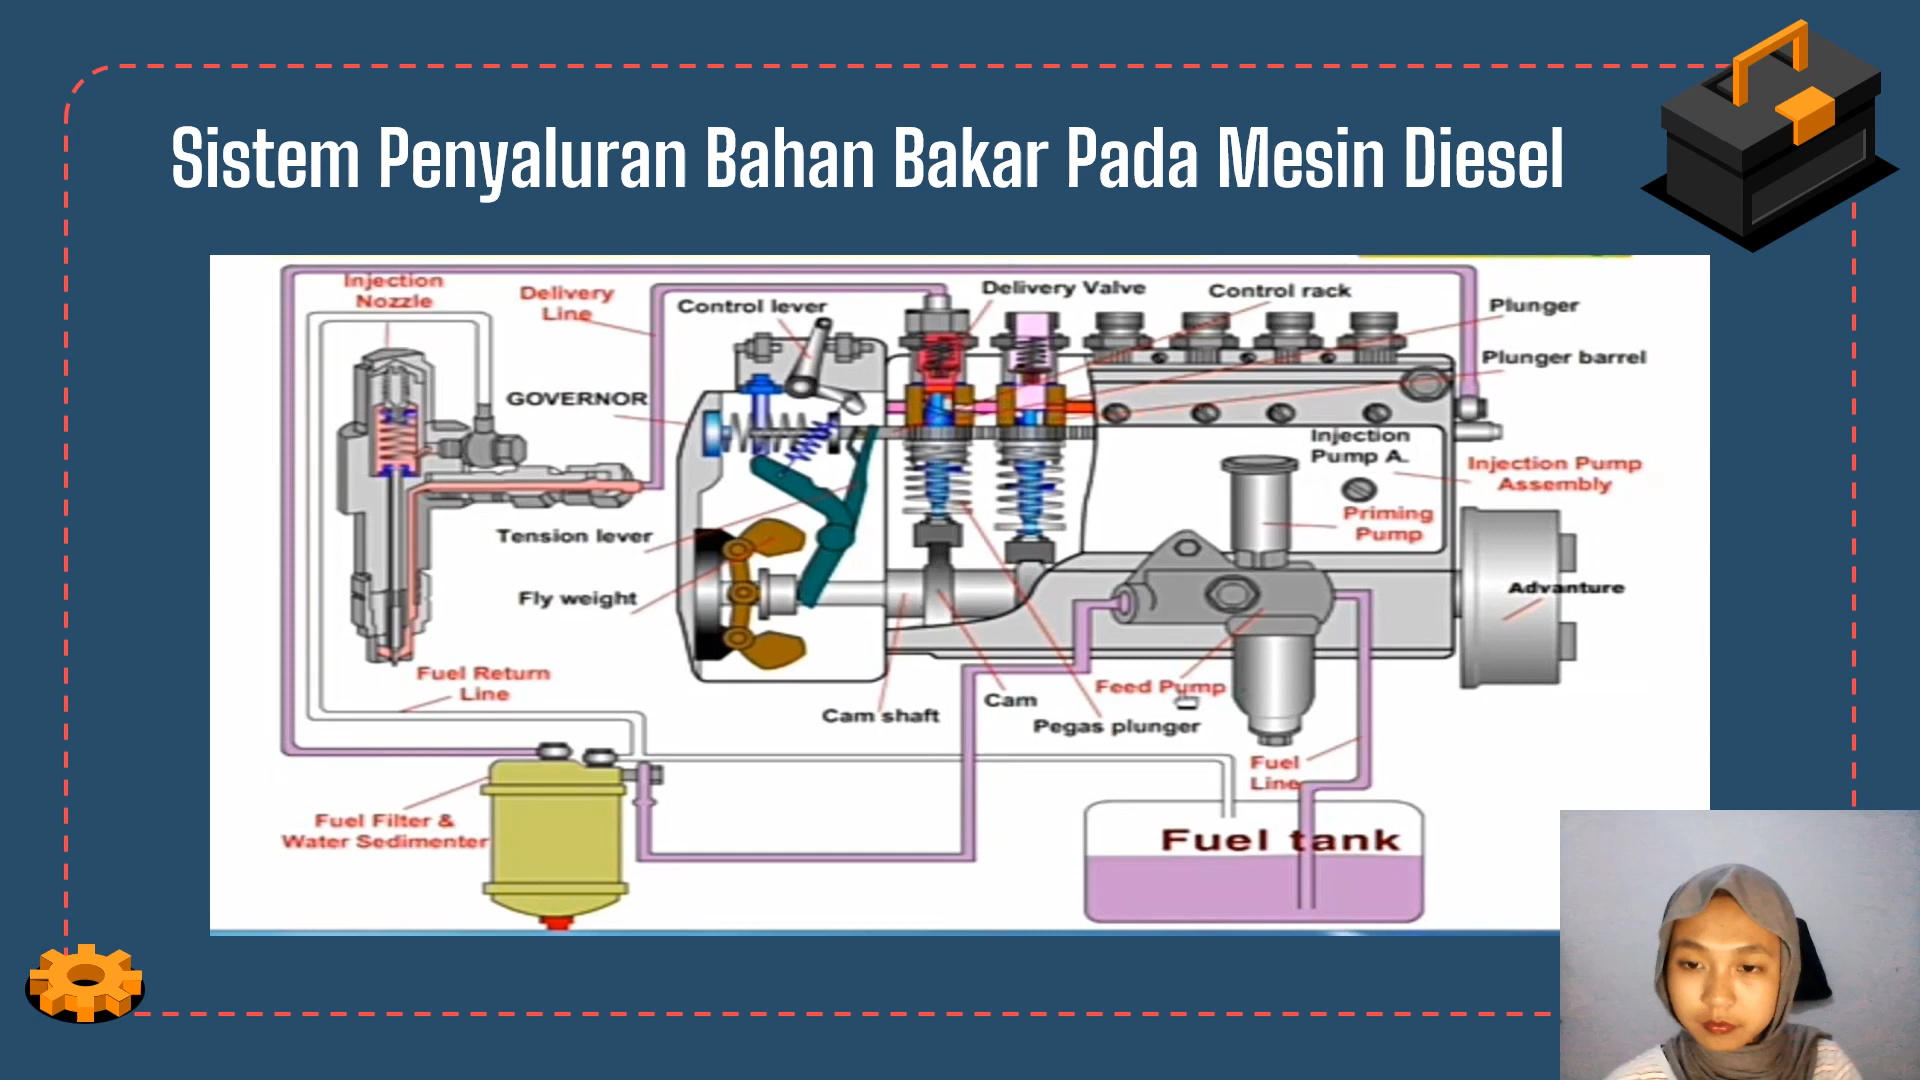 Sistem Penyaluran Bahan Bakar Pada Mesin Diesel
Injection
Nozzle
Delivery
Line
Control lever
Delivery Valve
Control rack
Plunger
Plunger barrel
GOVERNOR
Injection
Pump A.
Injection Pump
Assembly
Priming
Pump
Tension lever
Fly weight
Advanture
Fuel Return
Line
Cam shaft
Cam
Feed Pump
Pegas plunger
Fuel
Line
Fuel Filter &
Water Sedimenter
Fuel tank